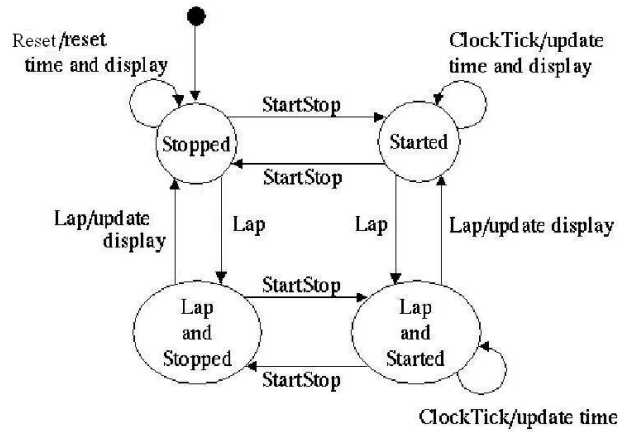 Reset/reset
time and display
ClockTick/update
time and display
StartStop
Stopped
Started
StartStop
Lap/update
display
Lap
Lap
Lap/update display
StartStop
Lap
and
Stopped
Lap
and
Started
StartStop
ClockTick/update time